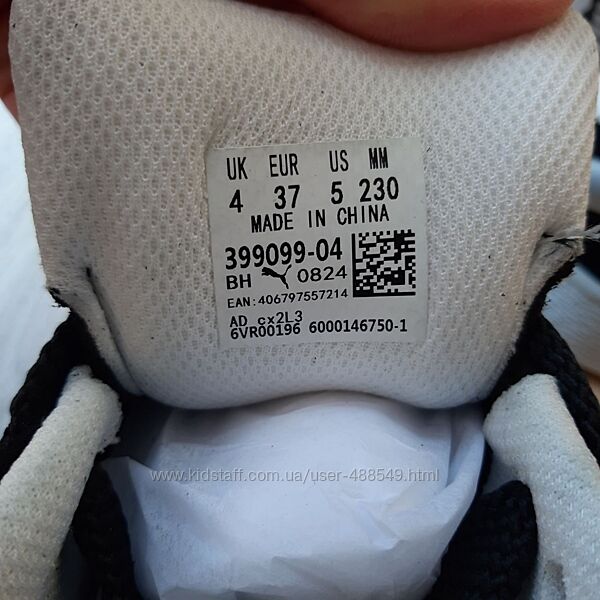 UK EUR US MM
4 37 5 230
MADE IN CHINA
399099-04
BH 0824
EAN:406797557214
AD cx2L3
6VR00196 6000146750-1
www.kidstaff.com.ua/user-488549.html